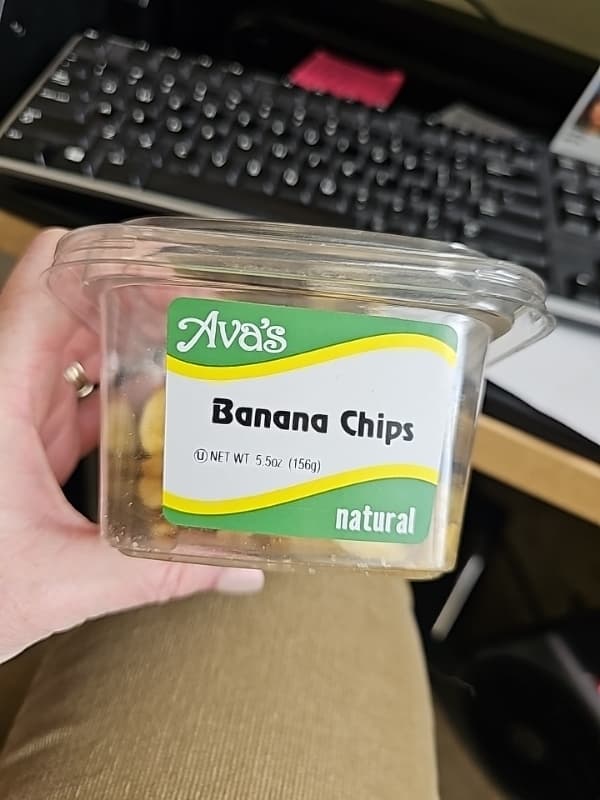 Ava's
Banana Chips
Ⓤ NET WT 5.5oz (156g)
natural